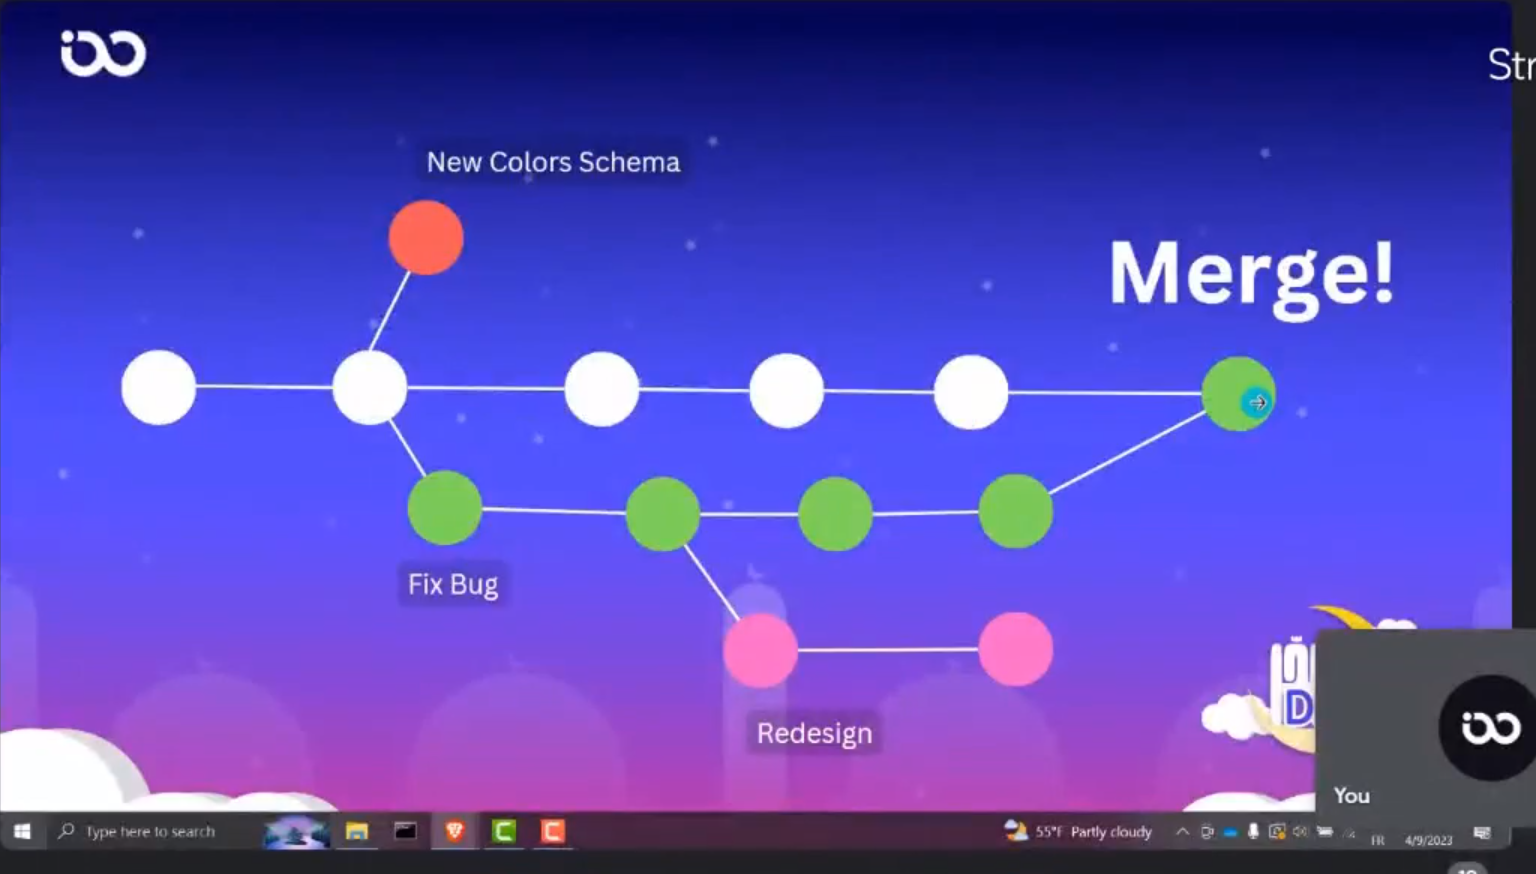 Str
New Colors Schema
Merge!
Fix Bug
Redesign
D
You
Type here to search
55°F Partly cloudy
FR
4/9/2023